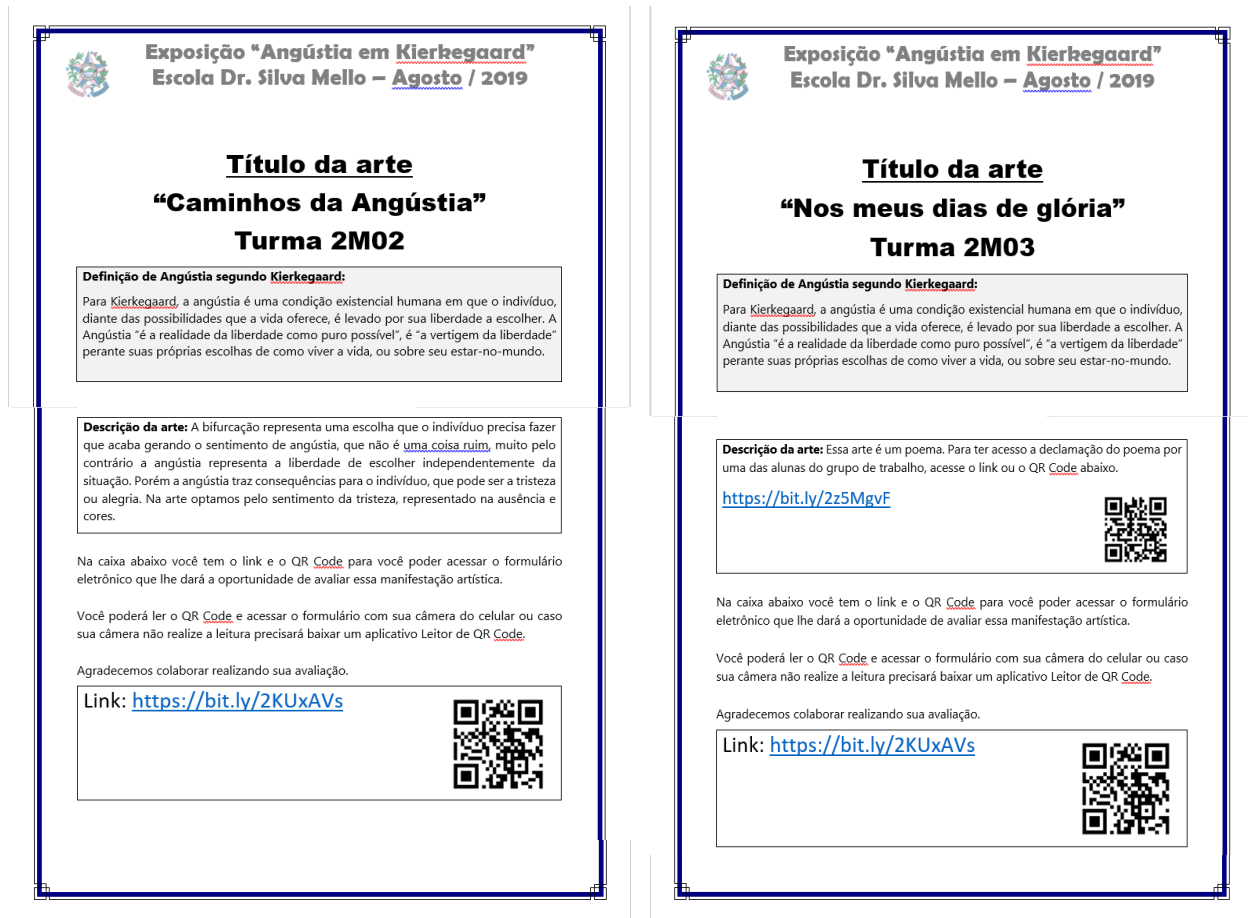 Exposição “Angústia em Kierkegaard”
Escola Dr. Silva Mello – Agosto / 2019
Título da arte
“Caminhos da Angústia”
Turma 2M02
Definição de Angústia segundo Kierkegaard:
Para Kierkegaard, a angústia é uma condição existencial humana em que o indivíduo,
diante das possibilidades que a vida oferece, é levado por sua liberdade a escolher. A
Angústia “é a realidade da liberdade como puro possível”, é “a vertigem da liberdade”
perante suas próprias escolhas de como viver a vida, ou sobre seu estar-no-mundo.
Descrição da arte: A bifurcação representa uma escolha que o indivíduo precisa fazer
que acaba gerando o sentimento de angústia, que não é uma coisa ruim, muito pelo
contrário a angústia representa a liberdade de escolher independentemente da
situação. Porém a angústia traz consequências para o indivíduo, que pode ser a tristeza
ou alegria. Na arte optamos pelo sentimento da tristeza, representado na ausência e
cores.
Na caixa abaixo você tem o link e o QR Code para você poder acessar o formulário
eletrônico que lhe dará a oportunidade de avaliar essa manifestação artística.
Você poderá ler o QR Code e acessar o formulário com sua câmera do celular ou caso
sua câmera não realize a leitura precisará baixar um aplicativo Leitor de QR Code.
Agradecemos colaborar realizando sua avaliação.
Link: https://bit.ly/2KUxAVs
Exposição “Angústia em Kierkegaard”
Escola Dr. Silva Mello – Agosto / 2019
Título da arte
“Nos meus dias de glória”
Turma 2M03
Definição de Angústia segundo Kierkegaard:
Para Kierkegaard, a angústia é uma condição existencial humana em que o indivíduo,
diante das possibilidades que a vida oferece, é levado por sua liberdade a escolher. A
Angústia “é a realidade da liberdade como puro possível”, é “a vertigem da liberdade”
perante suas próprias escolhas de como viver a vida, ou sobre seu estar-no-mundo.
Descrição da arte: Essa arte é um poema. Para ter acesso a declamação do poema por
uma das alunas do grupo de trabalho, acesse o link ou o QR Code abaixo.
https://bit.ly/2z5MgvF
Na caixa abaixo você tem o link e o QR Code para você poder acessar o formulário
eletrônico que lhe dará a oportunidade de avaliar essa manifestação artística.
Você poderá ler o QR Code e acessar o formulário com sua câmera do celular ou caso
sua câmera não realize a leitura precisará baixar um aplicativo Leitor de QR Code.
Agradecemos colaborar realizando sua avaliação.
Link: https://bit.ly/2KUxAVs